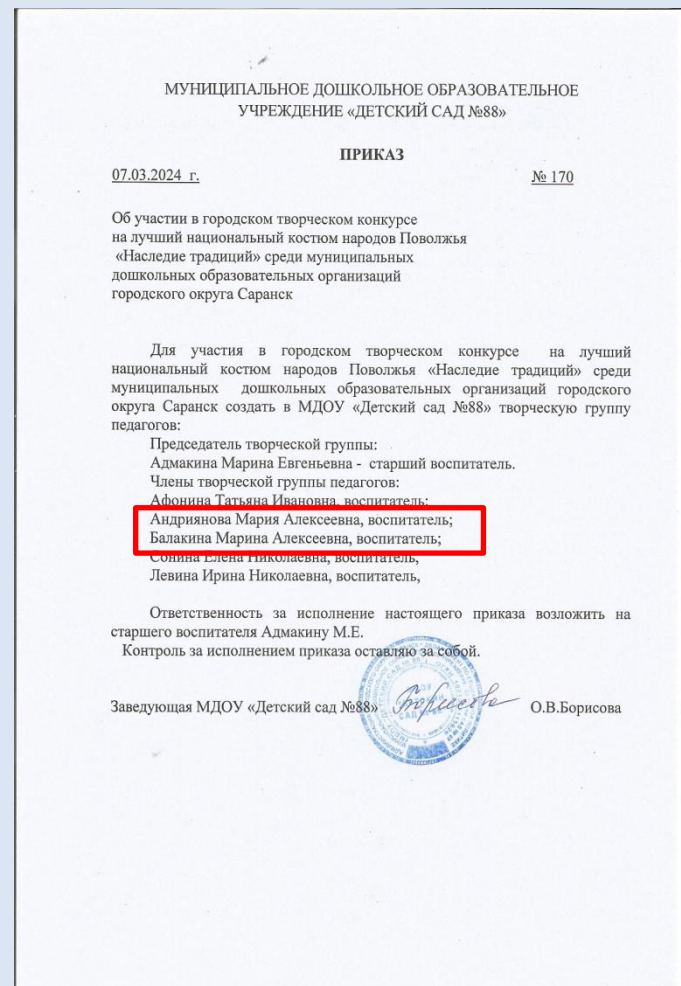 МУНИЦИПАЛЬНОЕ ДОШКОЛЬНОЕ ОБРАЗОВАТЕЛЬНОЕ
УЧРЕЖДЕНИЕ «ДЕТСКИЙ САД №88»
ПРИКАЗ
07.03.2024 г. № 170
Об участии в городском творческом конкурсе
на лучший национальный костюм народов Поволжья
«Наследие традиций» среди муниципальных
дошкольных образовательных организаций
городского округа Саранск
Для участия в городском творческом конкурсе на лучший
национальный костюм народов Поволжья «Наследие традиций» среди
муниципальных дошкольных образовательных организаций городского
округа Саранск создать в МДОУ «Детский сад №88» творческую группу
педагогов:
Председатель творческой группы:
Адмакина Марина Евгеньевна - старший воспитатель.
Члены творческой группы педагогов:
Афонина Татьяна Ивановна, воспитатель;
Андриянова Мария Алексеевна, воспитатель;
Балакина Марина Алексеевна, воспитатель;
Сонина Елена Николаевна, воспитатель,
Левина Ирина Николаевна, воспитатель,
Ответственность за исполнение настоящего приказа возложить на
старшего воспитателя Адмакину М.Е.
Контроль за исполнением приказа оставляю за собой.
Заведующая МДОУ «Детский сад №88» О.В.Борисова